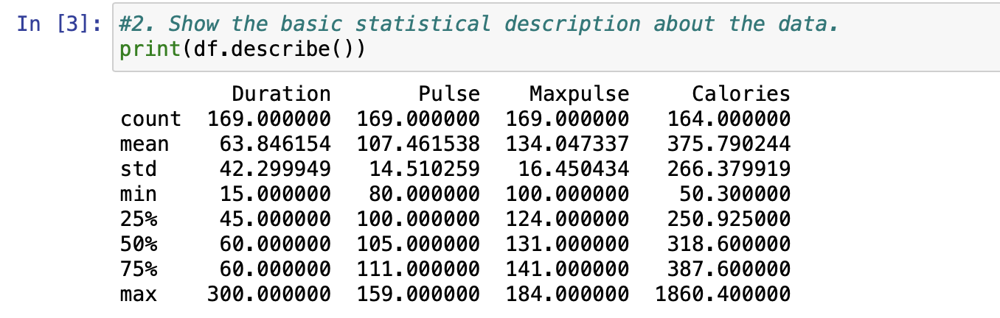 In [3]: #2. Show the basic statistical description about the data.
print(df.describe())
Duration Pulse Maxpulse Calories
count 169.000000 169.000000 169.000000 164.000000
mean 63.846154 107.461538 134.047337 375.790244
std 42.299949 14.510259 16.450434 266.379919
min 15.000000 80.000000 100.000000 50.300000
25% 45.000000 100.000000 124.000000 250.925000
50% 60.000000 105.000000 131.000000 318.600000
75% 60.000000 111.000000 141.000000 387.600000
max 300.000000 159.000000 184.000000 1860.400000